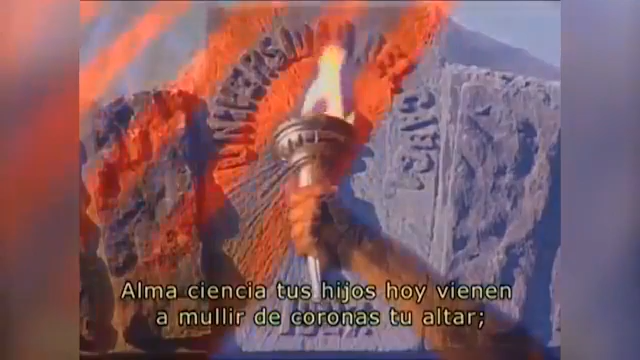 Alma ciencia tus hijos hoy vienen
a mullir de coronas tu altar;